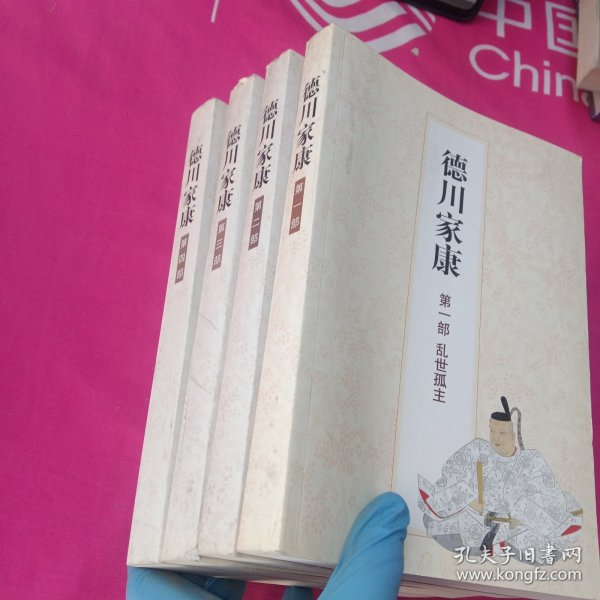 中国
China
德川家康
第四部
德川家康
第三部
德川家康
第二部
德川家康
第一部
德川家康
第一部 乱世孤主
孔夫子旧书网
www.kongfz.com